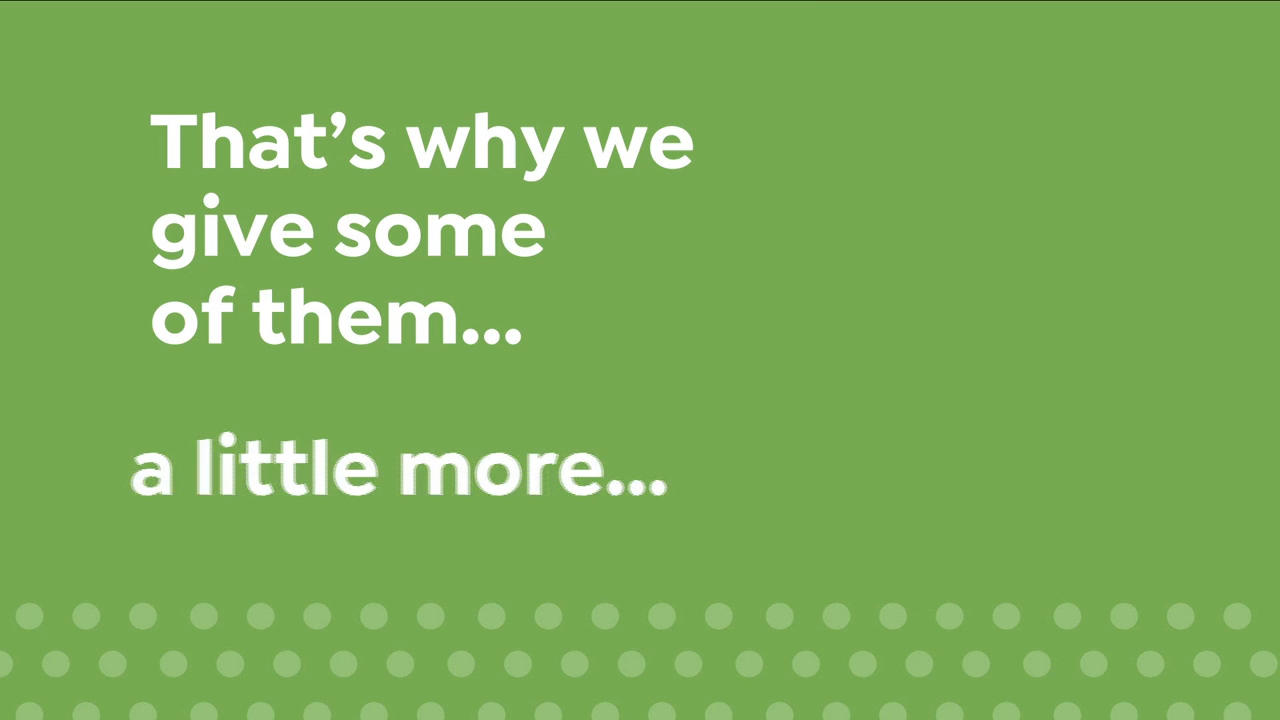 That’s why we
give some
of them...
a little more...